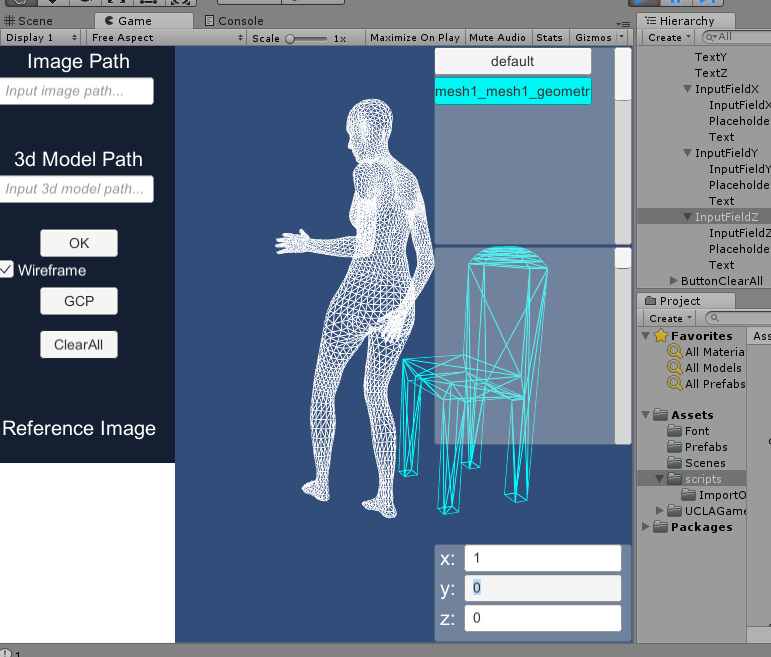 Scene
Game
Console
Display 1
Free Aspect
Scale
1x
Maximize On Play
Mute Audio
Stats
Gizmos
Image Path
Input image path...
3d Model Path
Input 3d model path...
OK
Wireframe
GCP
ClearAll
Reference Image
default
mesh1_mesh1_geometr
x: 1
y: 0
z: 0
Hierarchy
Create
All
TextY
TextZ
InputFieldX
InputFieldX
Placeholde
Text
InputFieldY
InputFieldY
Placeholde
Text
InputFieldZ
InputFieldZ
Placeholde
Text
ButtonClearAll
Project
Create
Favorites
All Materia
All Models
All Prefabs
Assets
Font
Prefabs
Scenes
scripts
ImportO
UCLAGame
Packages
Ass
1